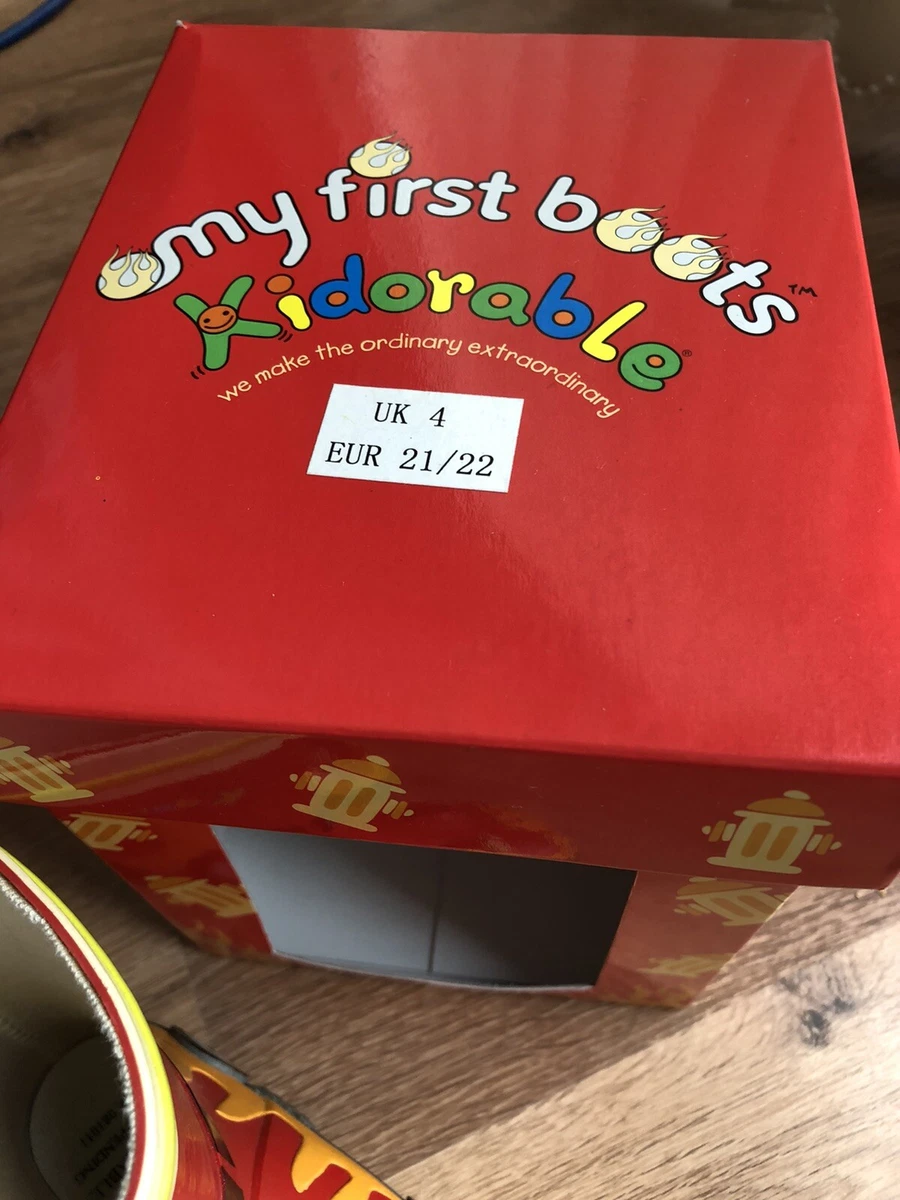 my first boots™
Kidorable®
we make the ordinary extraordinary
UK 4
EUR 21/22